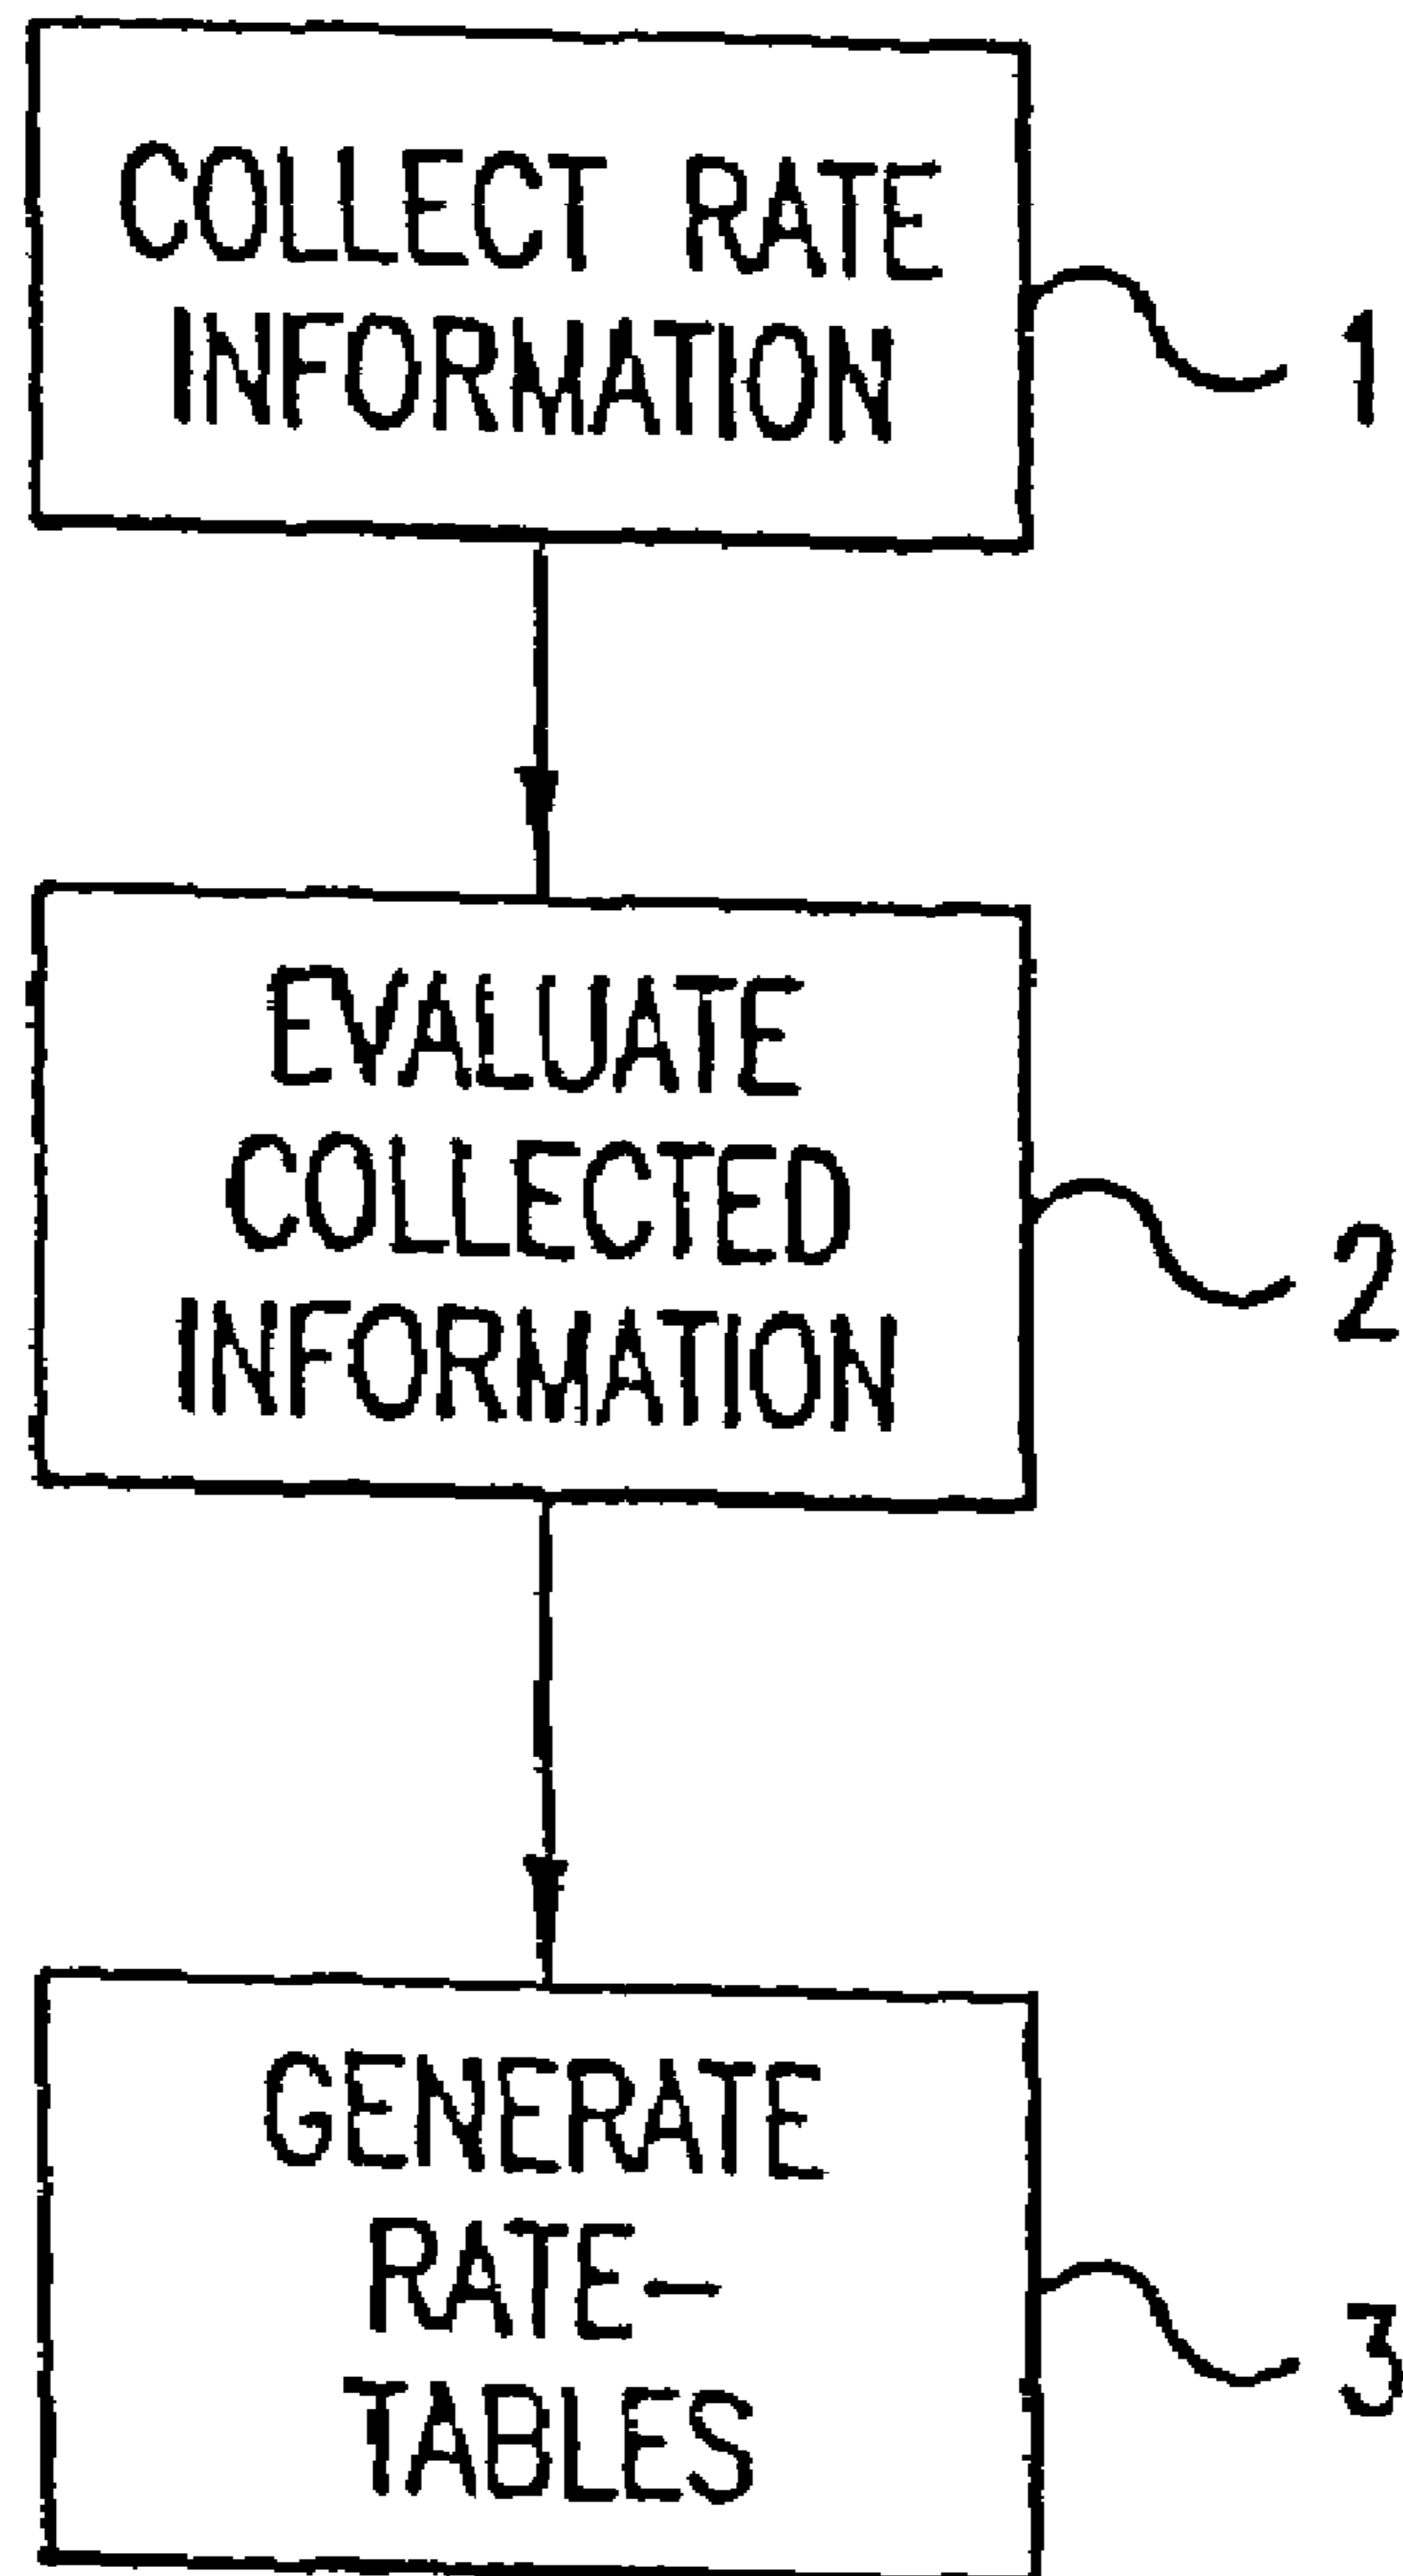 COLLECT RATE
INFORMATION
1
EVALUATE
COLLECTED
INFORMATION
2
GENERATE
RATE-
TABLES
3